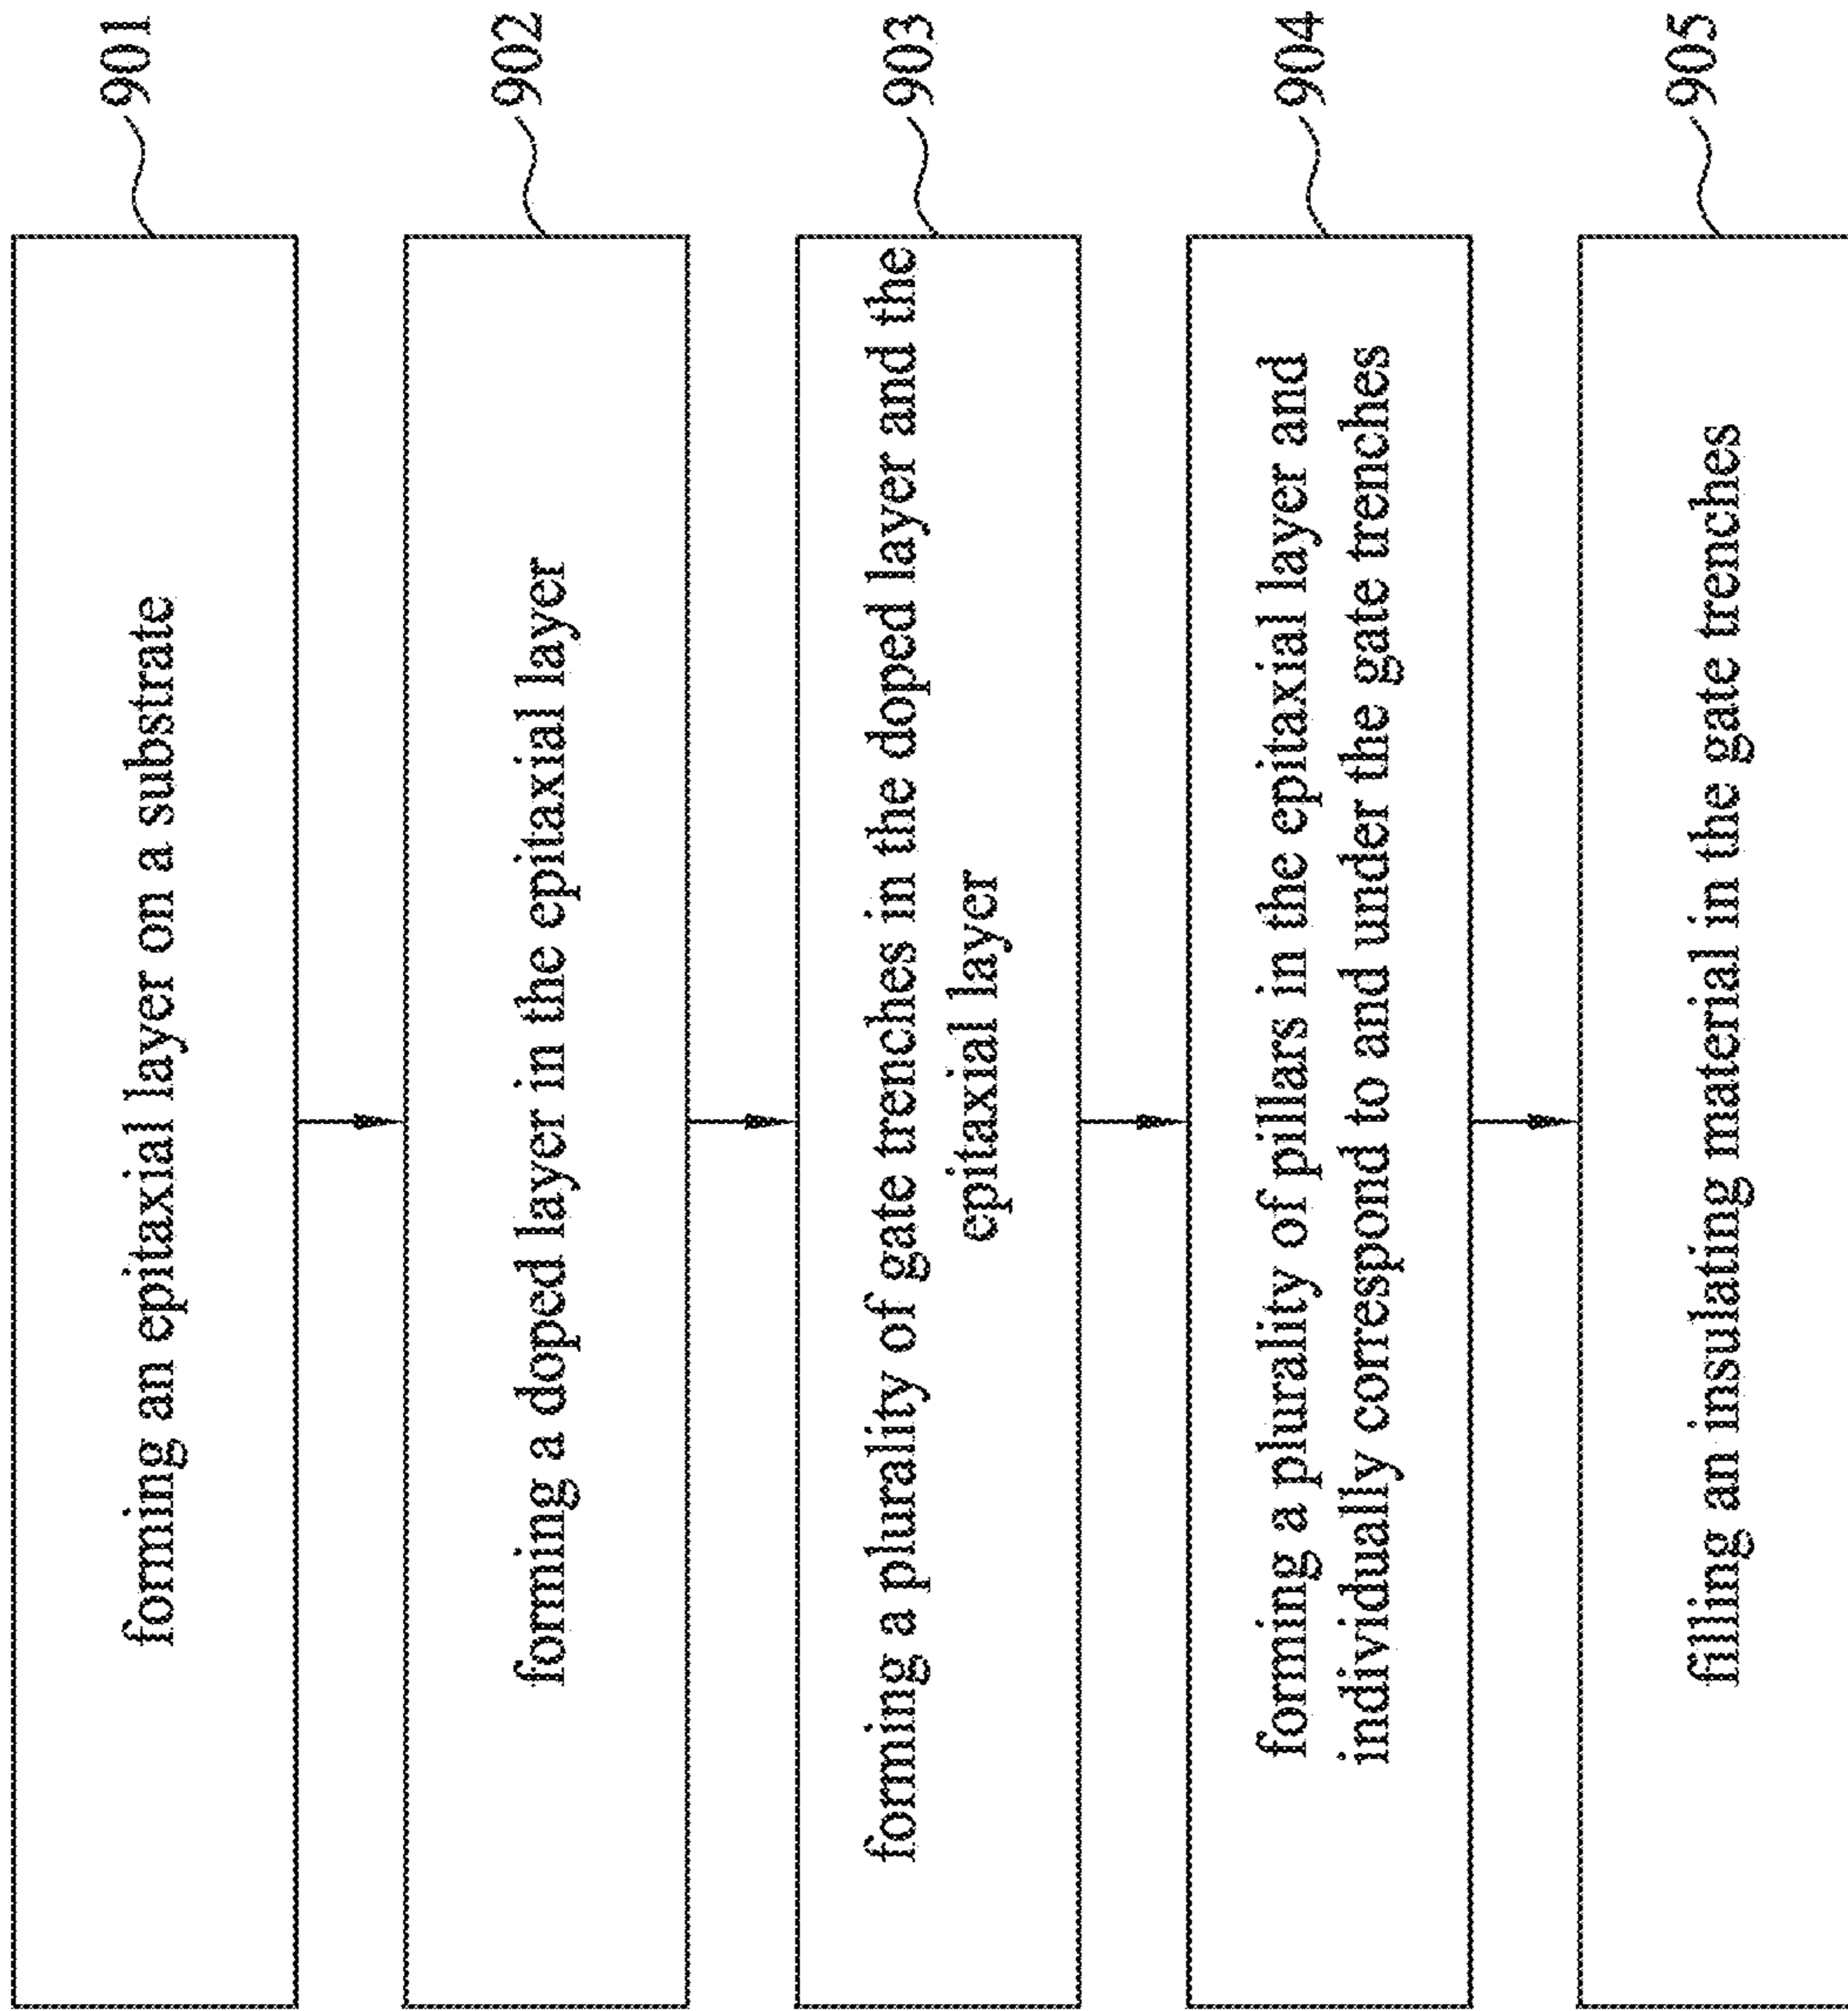 foming an epitaxial layer on a substrate
901
foming a doped layer in the epitaxial layer
902
forming a plurality of gate trenches in the doped layer and the
epitaxial layer
903
forming a plurality of pillars in the epitaxial layer and
individually correspond to and under the gate trenches
904
filling an insulating material in the gate trenches
905